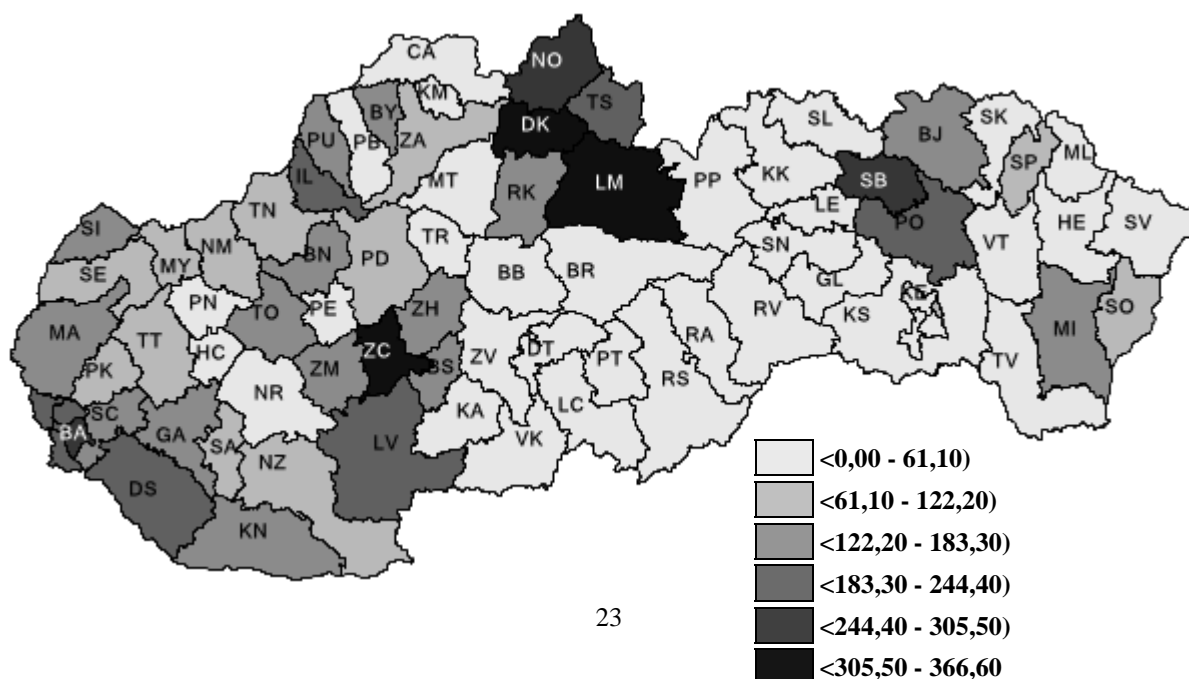 CA
NO
KM
TS
BY
PU
PB
ZA
DK
SL
SK
BJ
ML
SP
IL
MT
RK
LM
PP
KK
SB
LE
TN
SI
NM
TR
PO
HE
SV
SE
MY
BN
PD
BB
BR
SN
VT
PN
TO
PE
ZH
GL
KE
MA
TT
RV
KS
SO
MI
HC
ZC
DT
RA
PK
ZM
BS
ZV
PT
TV
NR
RS
SC
KA
LC
BA
GA
SA
LV
VK
NZ
DS
KN
<0,00 - 61,10)
<61,10 - 122,20)
<122,20 - 183,30)
<183,30 - 244,40)
<244,40 - 305,50)
<305,50 - 366,60
23